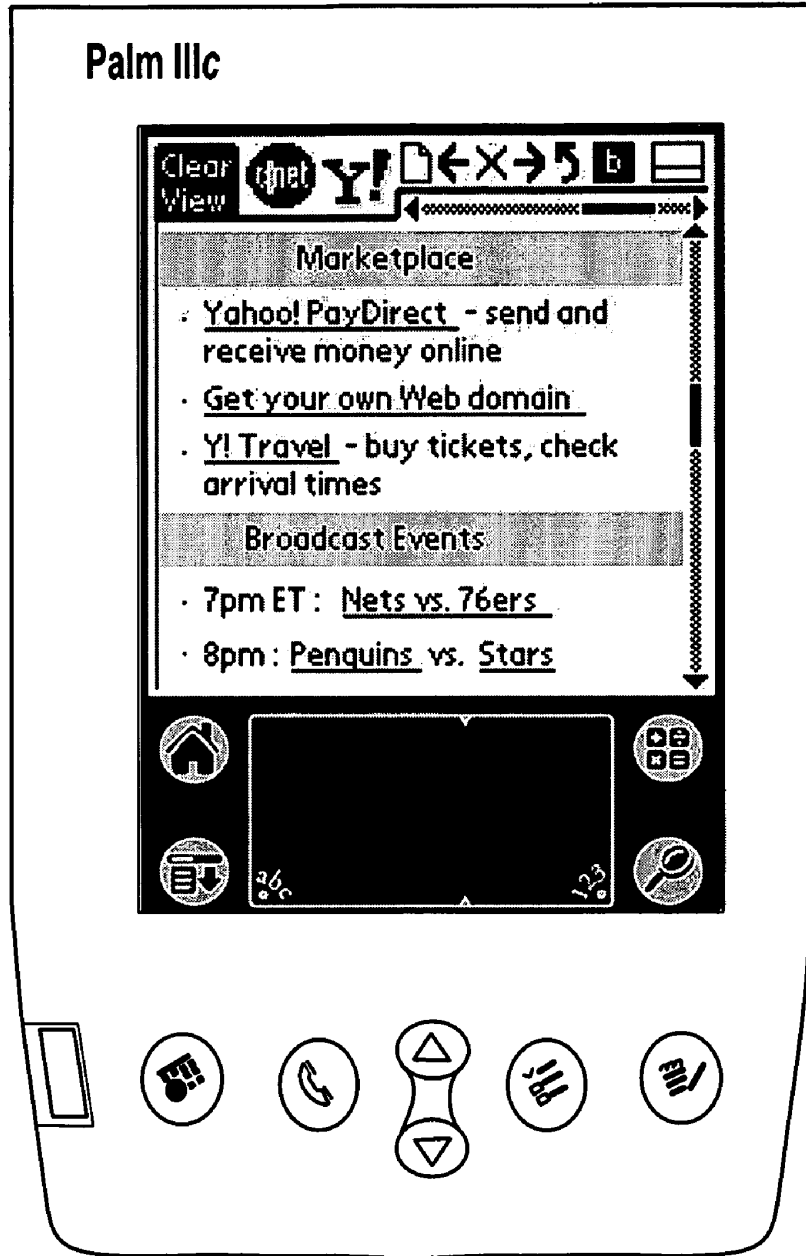 Palm IIIc
Clear
View
c|net
Y!
b
Marketplace
· Yahoo! PayDirect - send and
receive money online
· Get your own Web domain
· Y! Travel - buy tickets, check
arrival times
Broadcast Events
· 7pm ET : Nets vs. 76ers
· 8pm : Penguins vs. Stars
abc
123